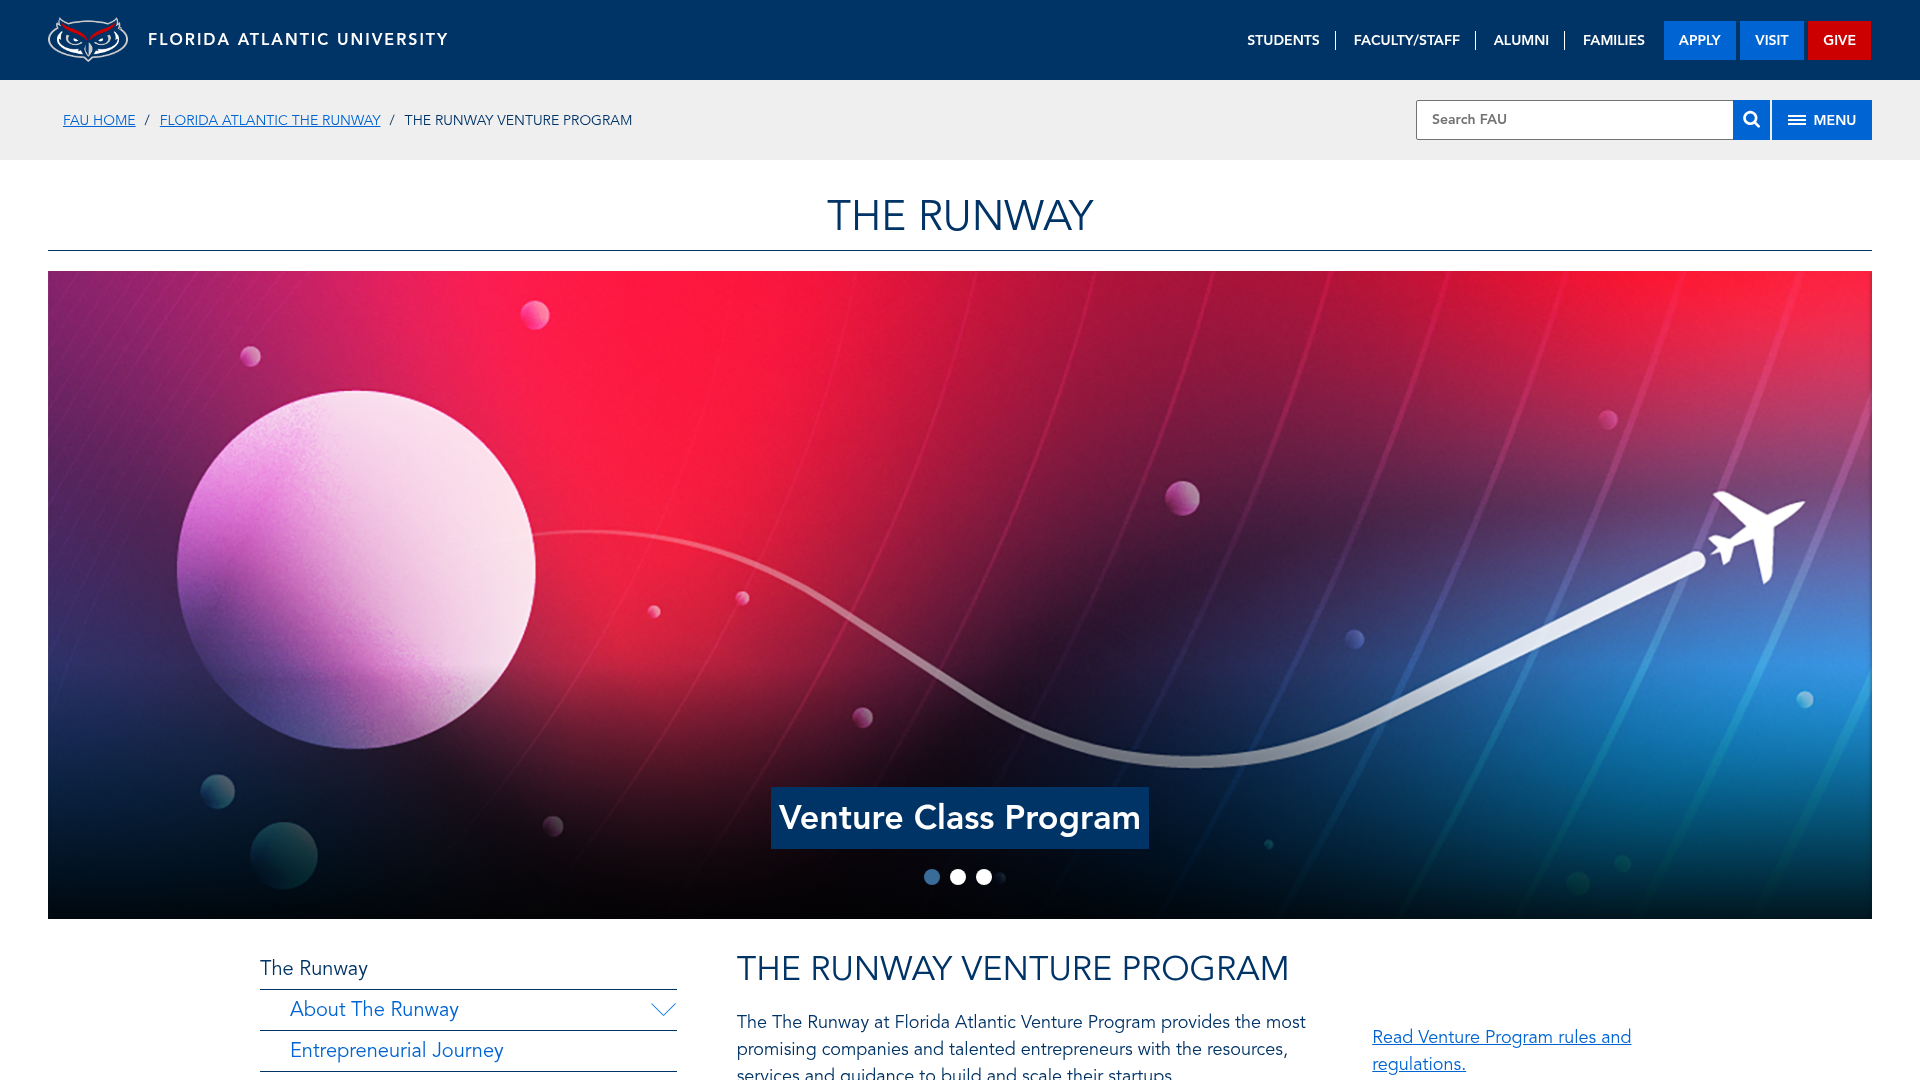 FLORIDA ATLANTIC UNIVERSITY
STUDENTS FACULTY/STAFF ALUMNI FAMILIES APPLY VISIT GIVE
FAU HOME / FLORIDA ATLANTIC THE RUNWAY / THE RUNWAY VENTURE PROGRAM
Search FAU
MENU
THE RUNWAY
Venture Class Program
The Runway
About The Runway
Entrepreneurial Journey
THE RUNWAY VENTURE PROGRAM
The The Runway at Florida Atlantic Venture Program provides the most
promising companies and talented entrepreneurs with the resources,
services and guidance to build and scale their startups.
Read Venture Program rules and
regulations.